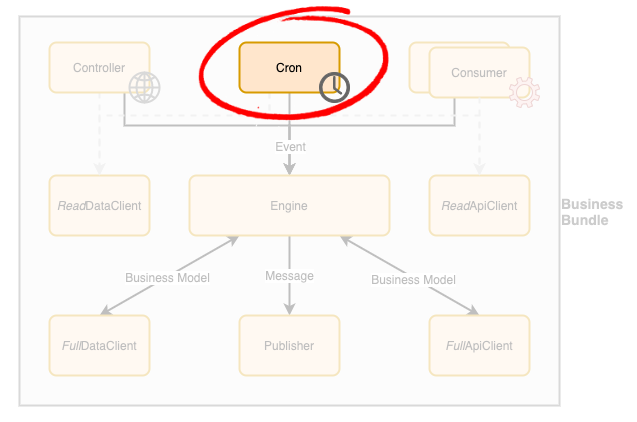 Controller
Cron
Consumer
Event
ReadDataClient
Engine
ReadApiClient
Business
Bundle
Business Model
Message
Business Model
FullDataClient
Publisher
FullApiClient